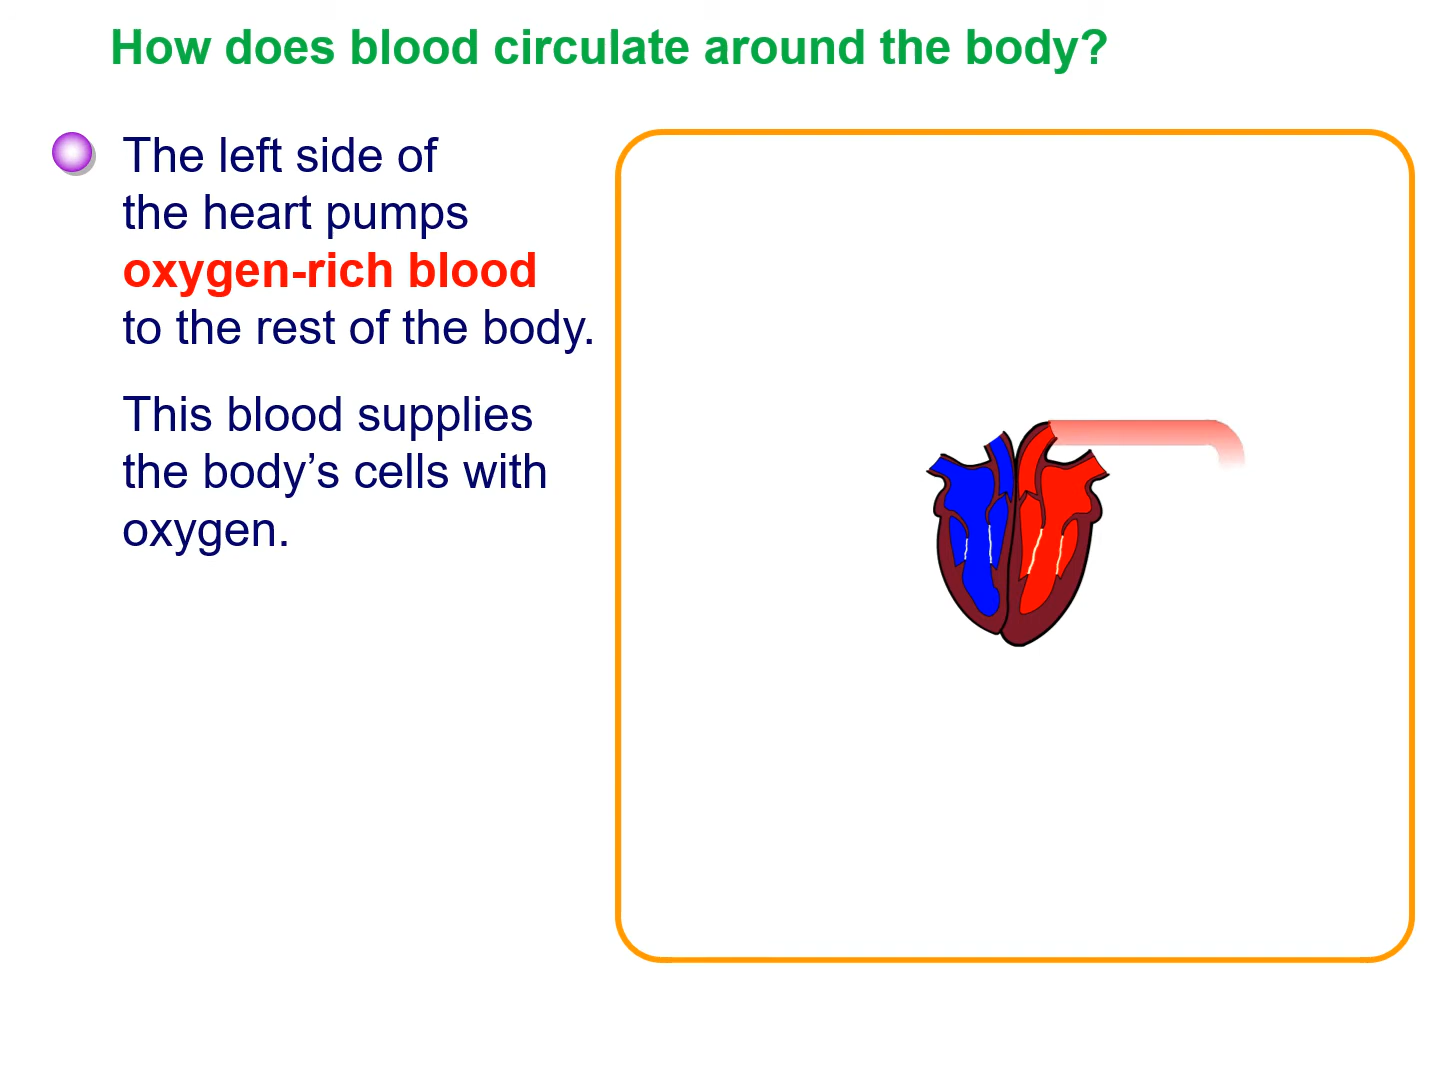 How does blood circulate around the body?
The left side of
the heart pumps
oxygen-rich blood
to the rest of the body.
This blood supplies
the body’s cells with
oxygen.